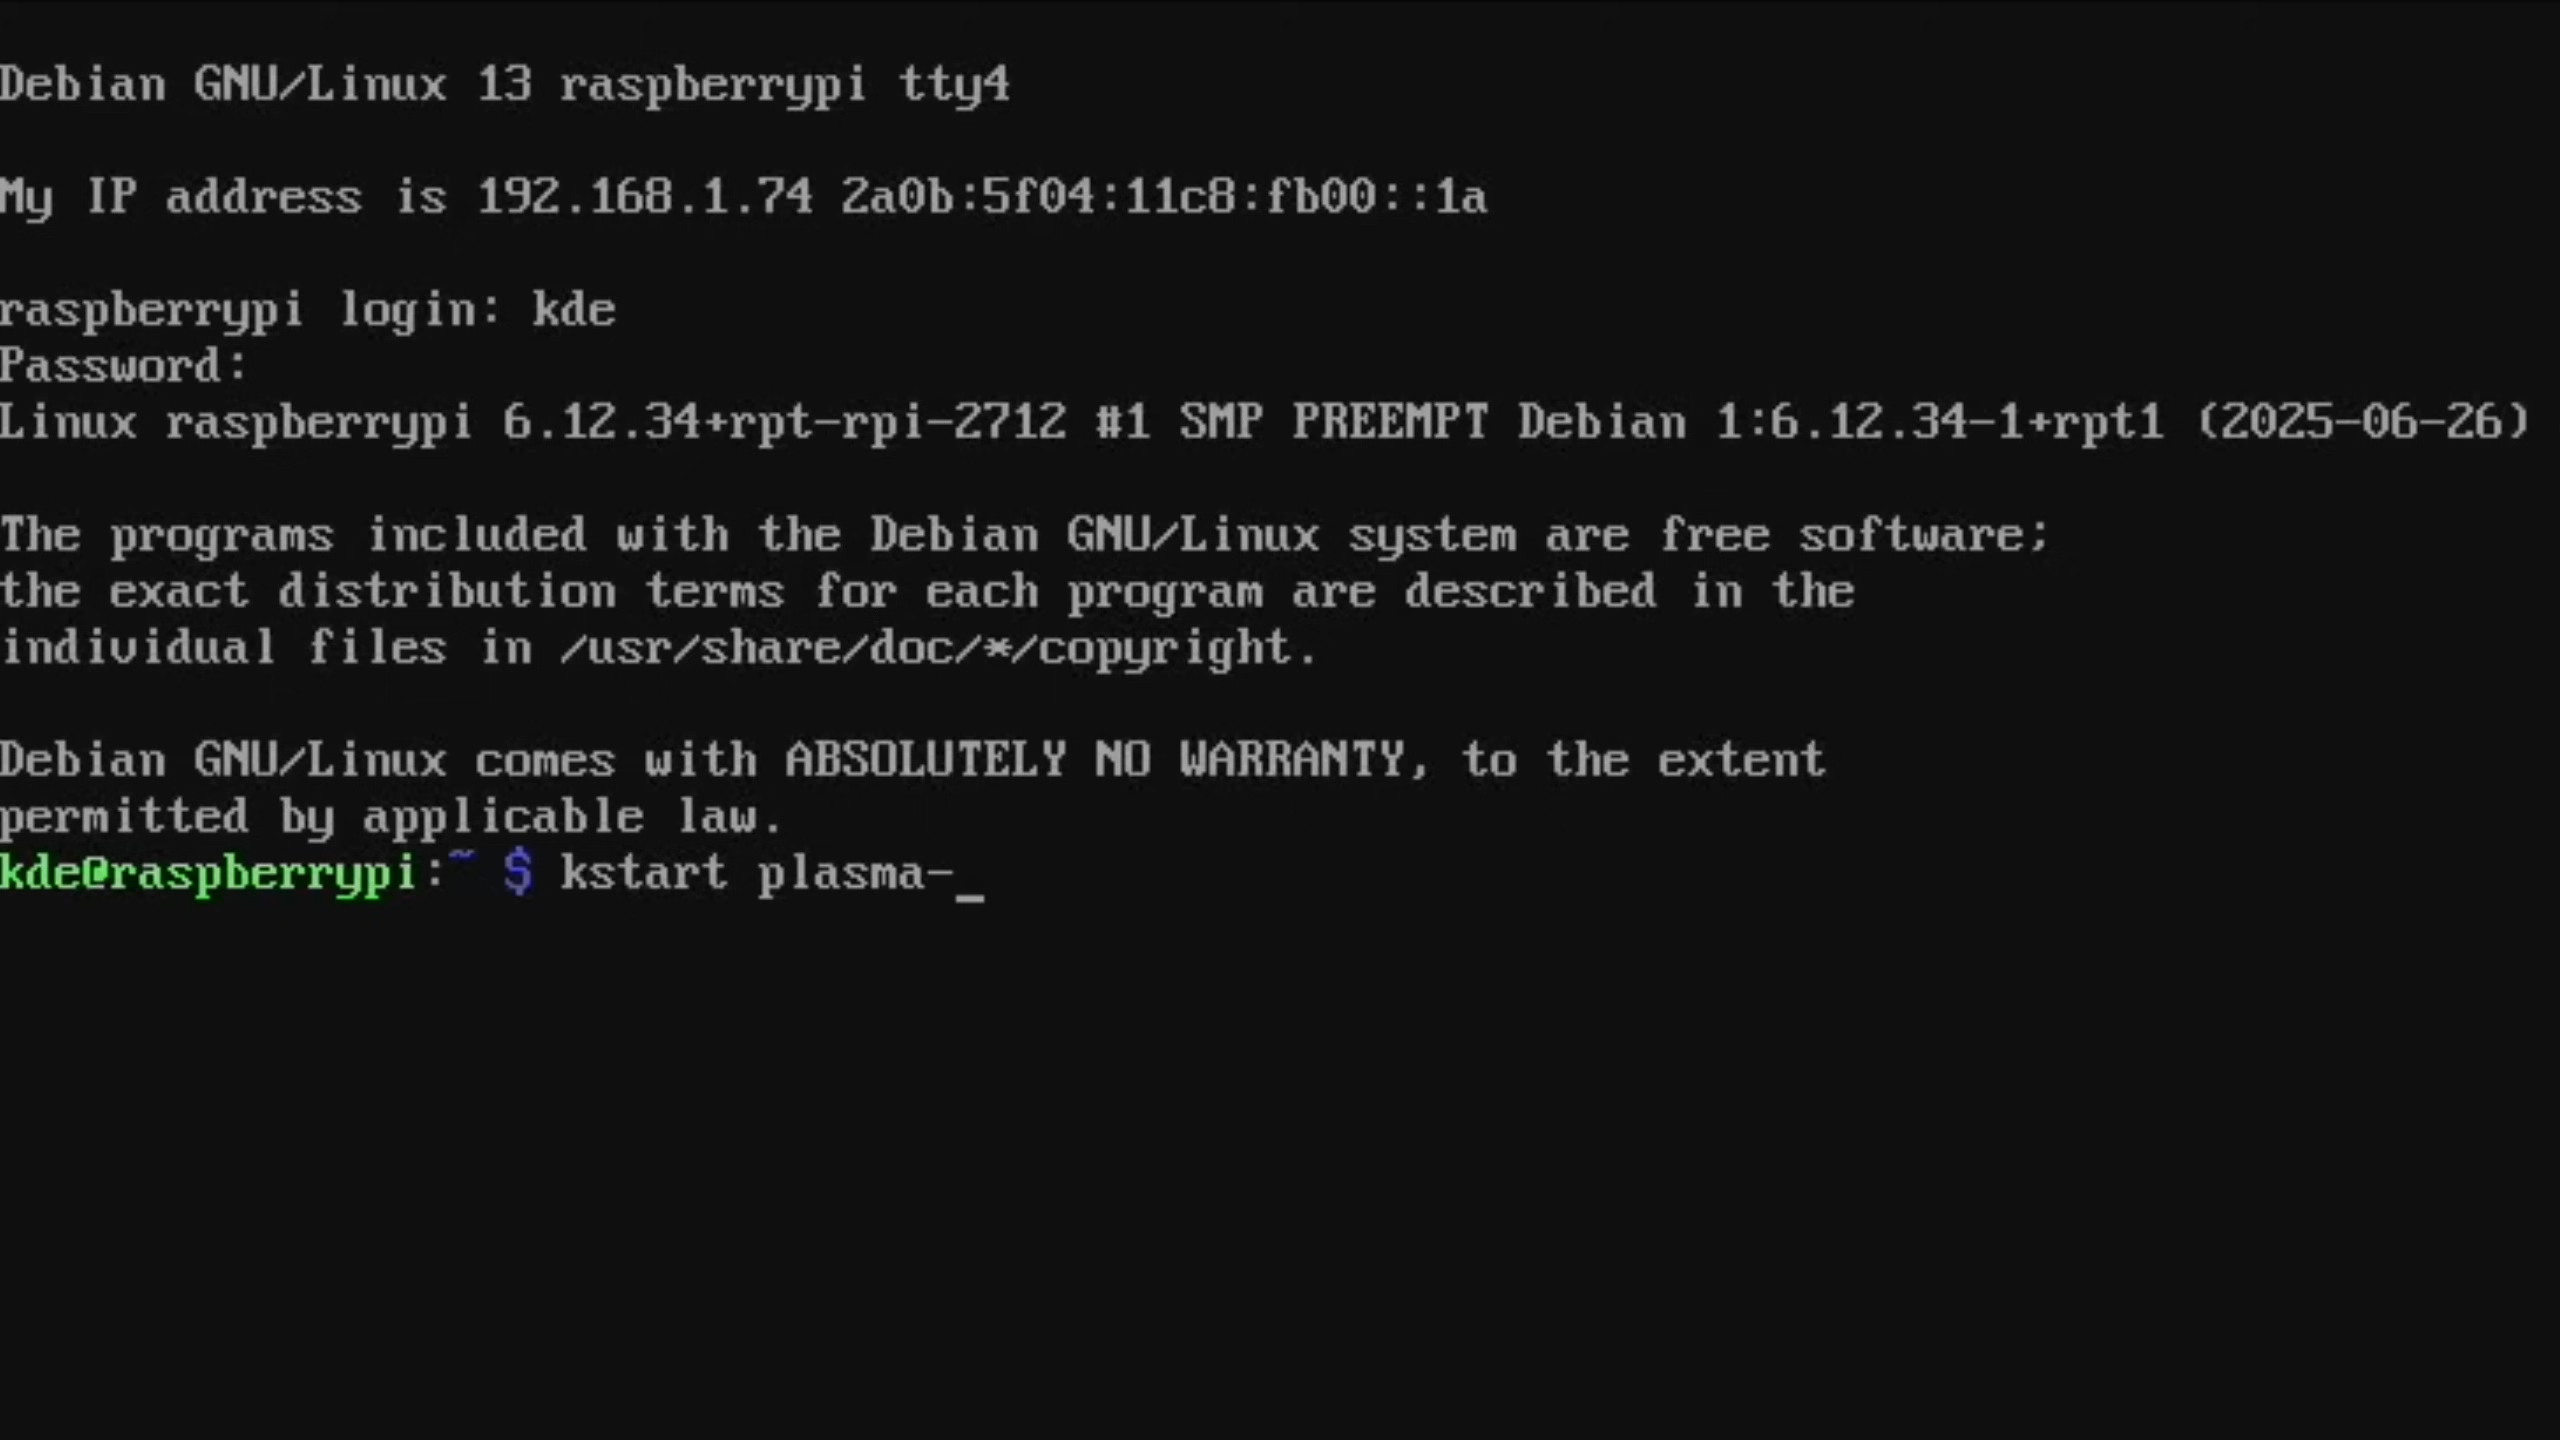 Debian GNU/Linux 13 raspberrypi tty4
My IP address is 192.168.1.74 2a0b:5f04:11c8:fb00::1a
raspberrypi login: kde
Password:
Linux raspberrypi 6.12.34+rpt-rpi-2712 #1 SMP PREEMPT Debian 1:6.12.34-1+rpt1 (2025-06-26)
The programs included with the Debian GNU/Linux system are free software;
the exact distribution terms for each program are described in the
individual files in /usr/share/doc/*/copyright.
Debian GNU/Linux comes with ABSOLUTELY NO WARRANTY, to the extent
permitted by applicable law.
kde@raspberrypi:~ $ kstart plasma-_